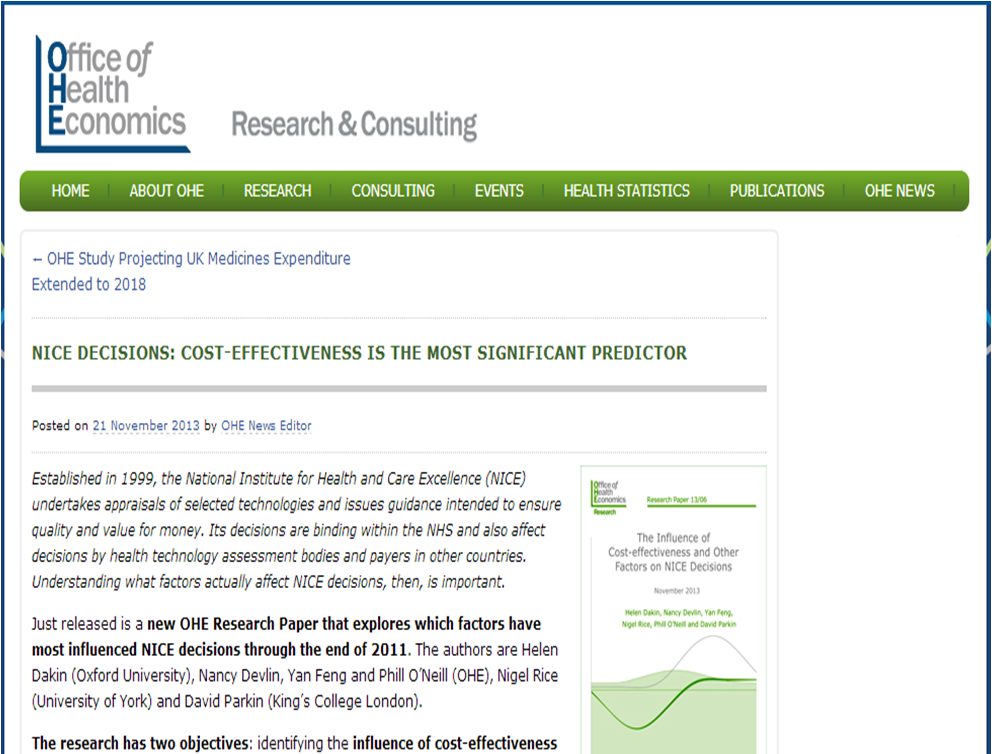 Office of
Health
Economics
Research & Consulting
HOME
ABOUT OHE
RESEARCH
CONSULTING
EVENTS
HEALTH STATISTICS
PUBLICATIONS
OHE NEWS
← OHE Study Projecting UK Medicines Expenditure
Extended to 2018
NICE DECISIONS: COST-EFFECTIVENESS IS THE MOST SIGNIFICANT PREDICTOR
Posted on 21 November 2013 by OHE News Editor
Established in 1999, the National Institute for Health and Care Excellence (NICE)
undertakes appraisals of selected technologies and issues guidance intended to ensure
quality and value for money. Its decisions are binding within the NHS and also affect
decisions by health technology assessment bodies and payers in other countries.
Understanding what factors actually affect NICE decisions, then, is important.
Just released is a new OHE Research Paper that explores which factors have
most influenced NICE decisions through the end of 2011. The authors are Helen
Dakin (Oxford University), Nancy Devlin, Yan Feng and Phill O'Neill (OHE), Nigel Rice
(University of York) and David Parkin (King's College London).
The research has two objectives: identifying the influence of cost-effectiveness
Office of
Health
Economics
Research
Research Paper 13/06
The Influence of
Cost-effectiveness and Other
Factors on NICE Decisions
November 2013
Helen Dakin, Nancy Devlin, Yan Feng,
Nigel Rice, Phill O'Neill and David Parkin